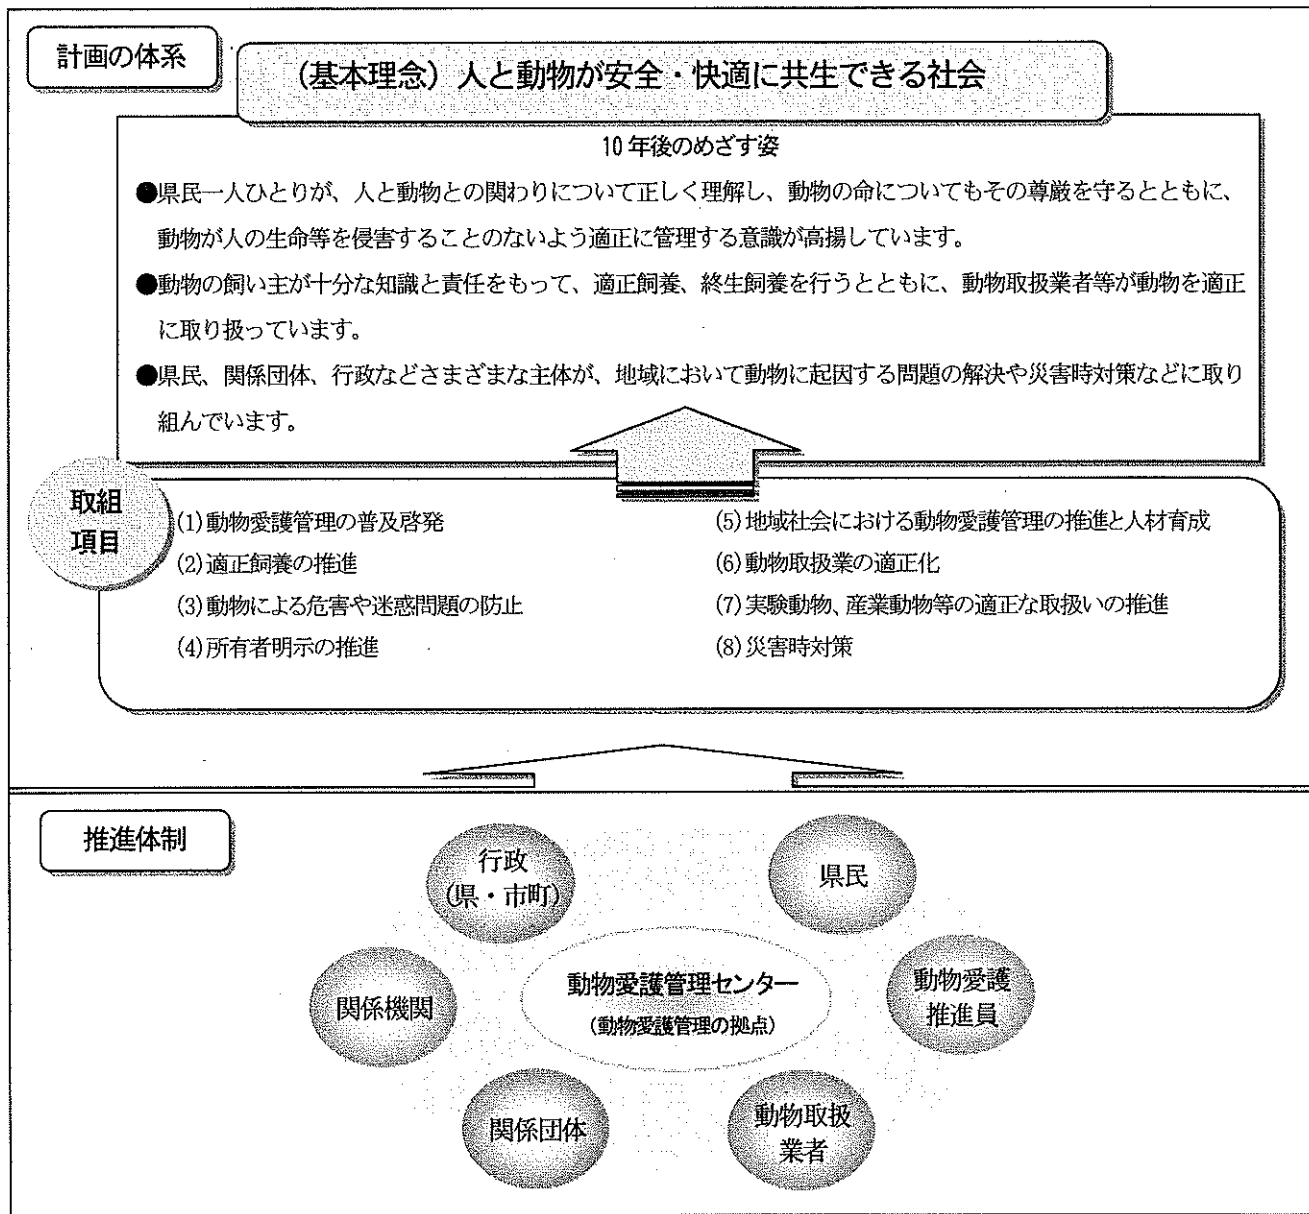 計画の体系
(基本理念) 人と動物が安全・快適に共生できる社会
10年後のめざす姿
●県民一人ひとりが、人と動物との関わりについて正しく理解し、動物の命についてもその尊厳を守るとともに、
動物が人の生命等を侵害することのないよう適正に管理する意識が高揚しています。
●動物の飼い主が十分な知識と責任をもって、適正飼養、終生飼養を行うとともに、動物取扱業者等が動物を適正
に取り扱っています。
●県民、関係団体、行政などさまざまな主体が、地域において動物に起因する問題の解決や災害時対策などに取り
組んでいます。
取組
項目
(1)動物愛護管理の普及啓発
(2)適正飼養の推進
(3)動物による危害や迷惑問題の防止
(4)所有者明示の推進
(5)地域社会における動物愛護管理の推進と人材育成
(6)動物取扱業の適正化
(7)実験動物、産業動物等の適正な取扱いの推進
(8)災害時対策
推進体制
行政
(県・市町)
県民
関係機関
動物愛護管理センター
(動物愛護管理の拠点)
動物愛護
推進員
関係団体
動物取扱
業者